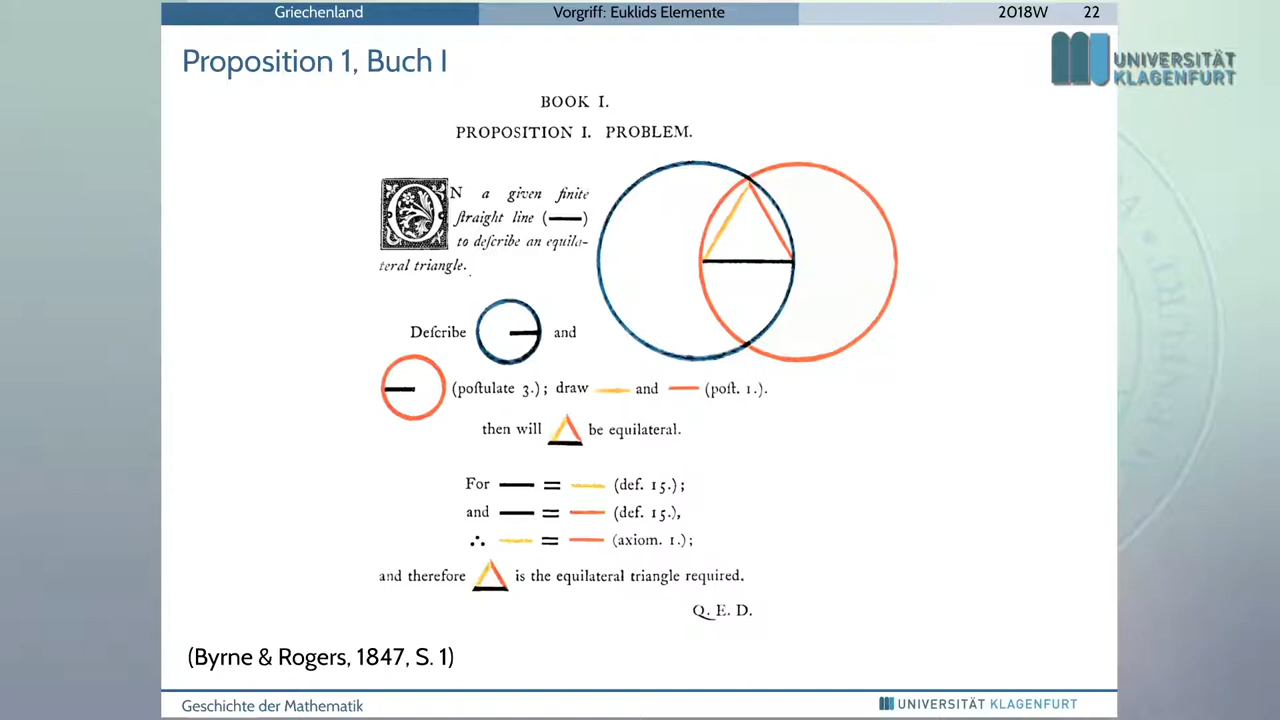 Griechenland Vorgriff: Euklids Elemente 2018W 22
Proposition 1, Buch I
UNIVERSITÄT
KLAGENFURT
BOOK I.
PROPOSITION I. PROBLEM.
ON a given finite
ſtraight line ( )
to deſcribe an equila-
teral triangle.
Deſcribe and
(poſtulate 3.); draw and (poſt. 1.).
then will be equilateral.
For = (def. 15.);
and = (def. 15.),
∴ = (axiom. 1.);
and therefore is the equilateral triangle required.
Q. E. D.
(Byrne & Rogers, 1847, S. 1)
Geschichte der Mathematik UNIVERSITÄT KLAGENFURT